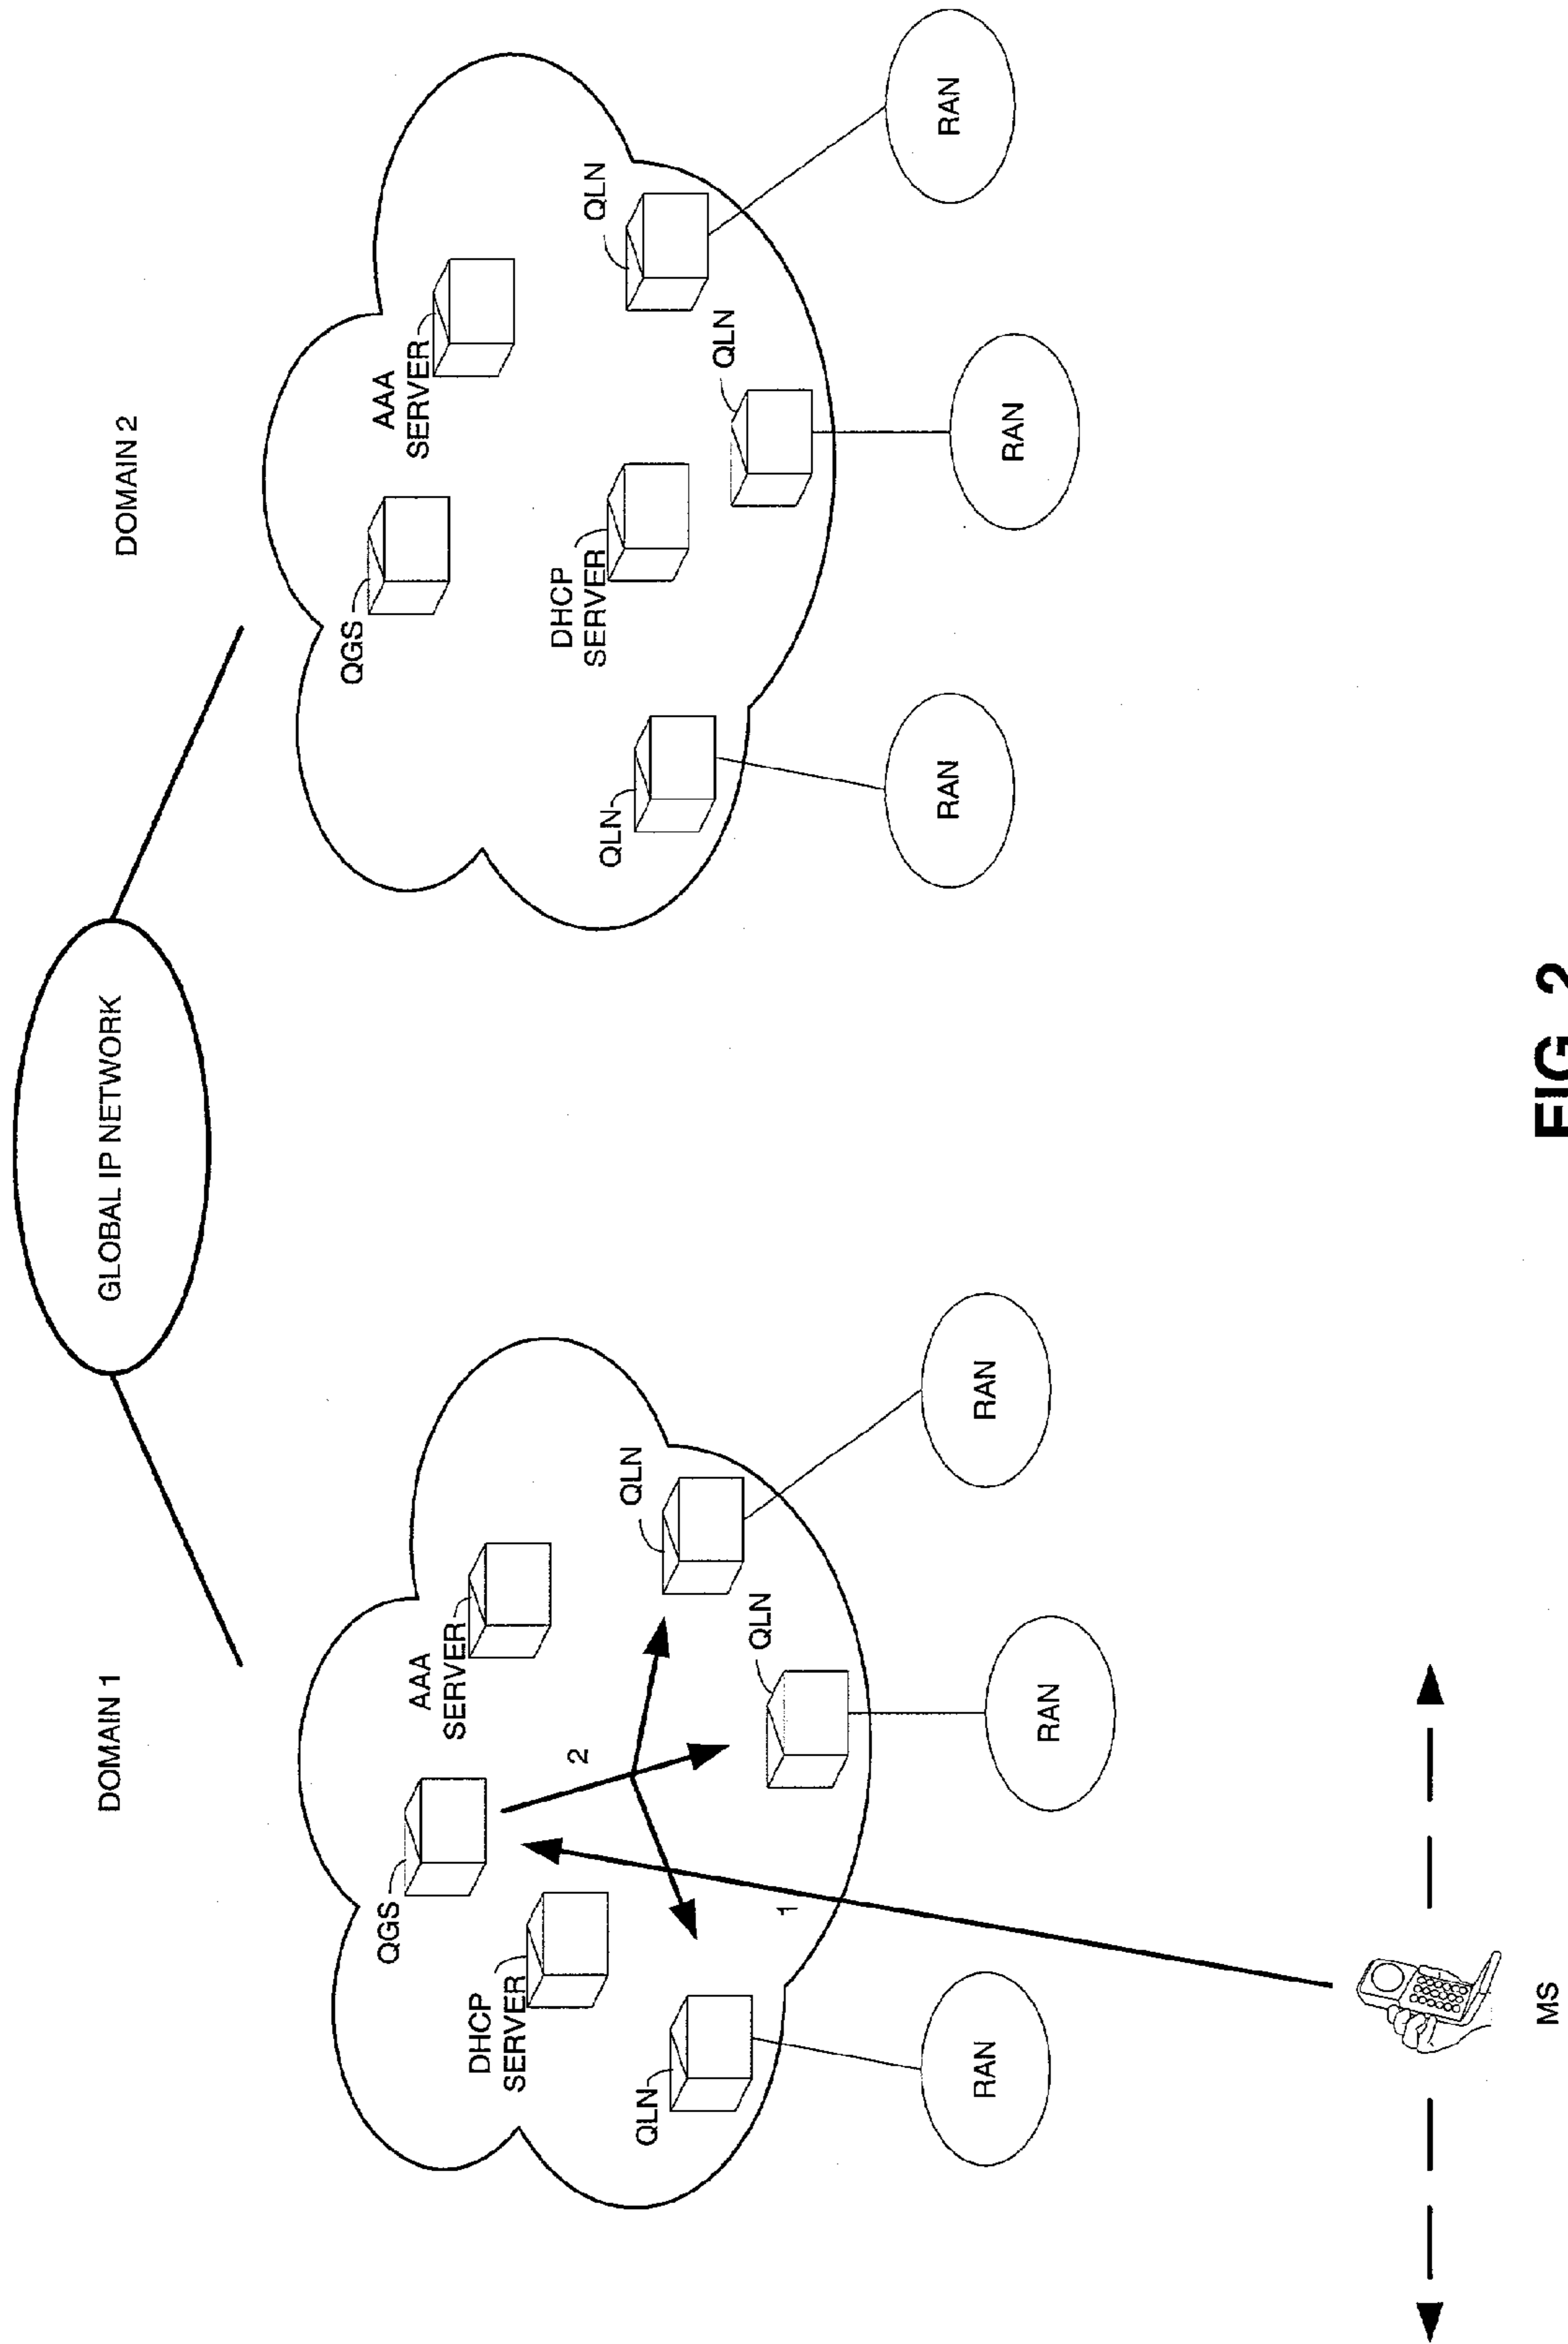 GLOBAL IP NETWORK
DOMAIN 1
DOMAIN 2
QGS
AAA
SERVER
DHCP
SERVER
QLN
QLN
QLN
2
1
RAN
RAN
RAN
MS
QGS
AAA
SERVER
DHCP
SERVER
QLN
QLN
QLN
RAN
RAN
RAN
FIG. 2